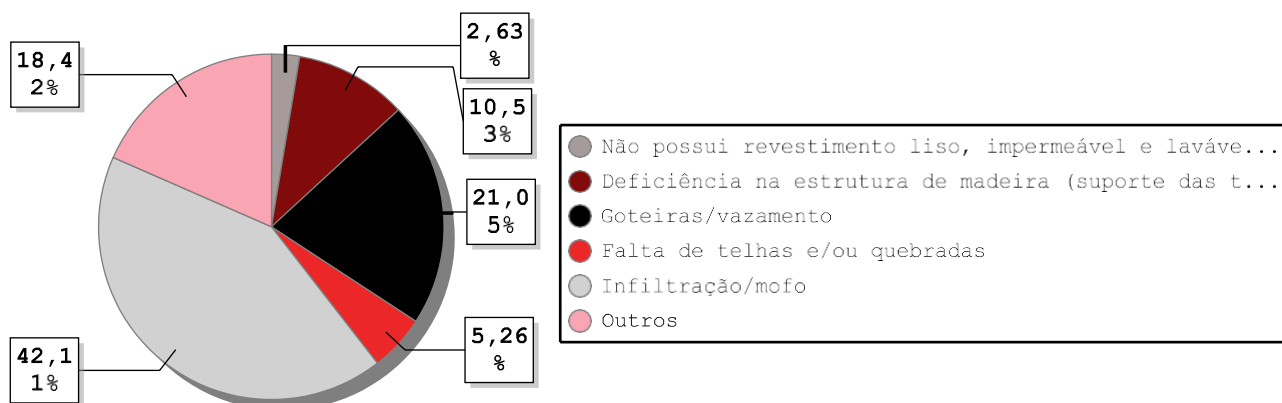 2,63
%
18,4
2%
10,5
3%
21,0
5%
5,26
%
42,1
1%
Não possui revestimento liso, impermeável e laváve...
Deficiência na estrutura de madeira (suporte das t...
Goteiras/vazamento
Falta de telhas e/ou quebradas
Infiltração/mofo
Outros